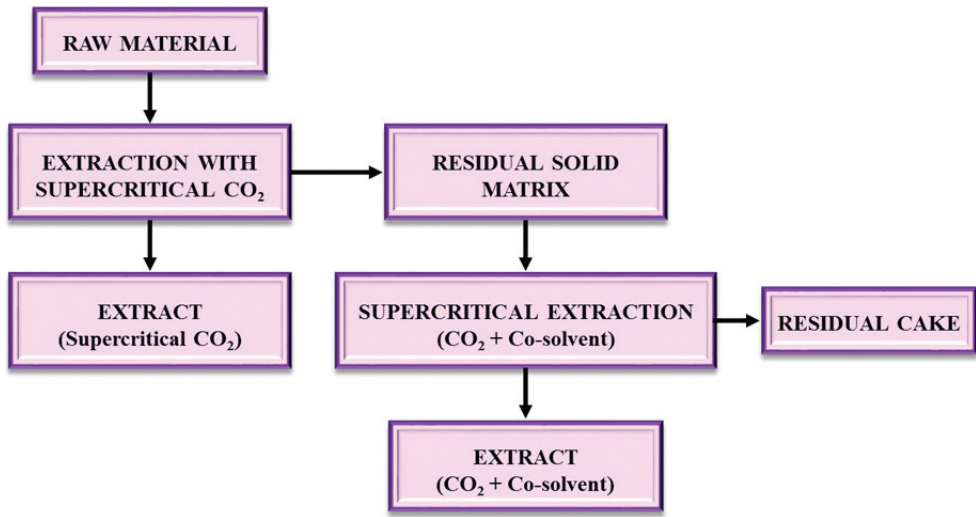 RAW MATERIAL
EXTRACTION WITH
SUPERCRITICAL CO₂
RESIDUAL SOLID
MATRIX
EXTRACT
(Supercritical CO₂)
SUPERCRITICAL EXTRACTION
(CO₂ + Co-solvent)
RESIDUAL CAKE
EXTRACT
(CO₂ + Co-solvent)